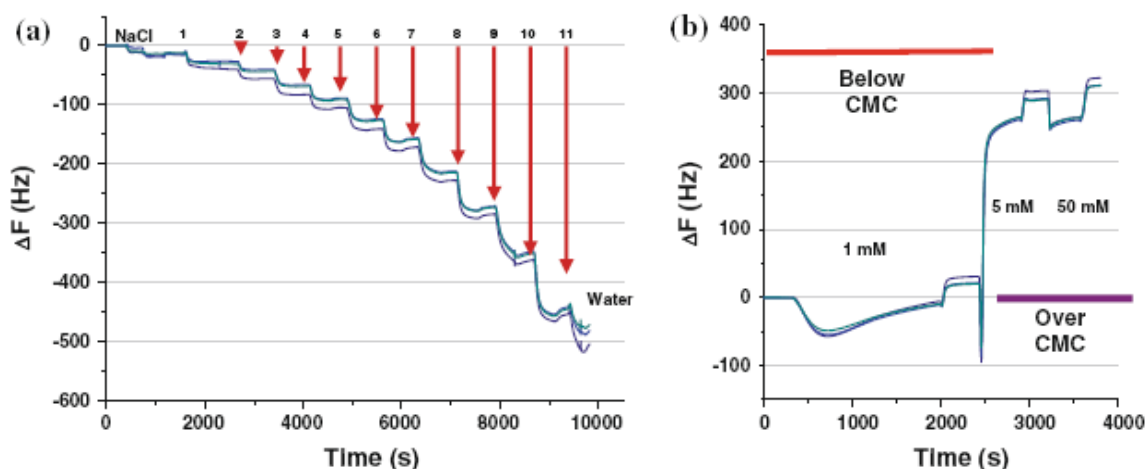 (a)
NaCl 1 2 3 4 5 6 7 8 9 10 11
0
-100
-200
-300
-400
-500
-600
ΔF (Hz)
Water
0 2000 4000 6000 8000 10000
Time (s)
(b)
400
300
200
100
0
-100
ΔF (Hz)
Below
CMC
5 mM 50 mM
1 mM
Over
CMC
0 1000 2000 3000 4000
Time (s)